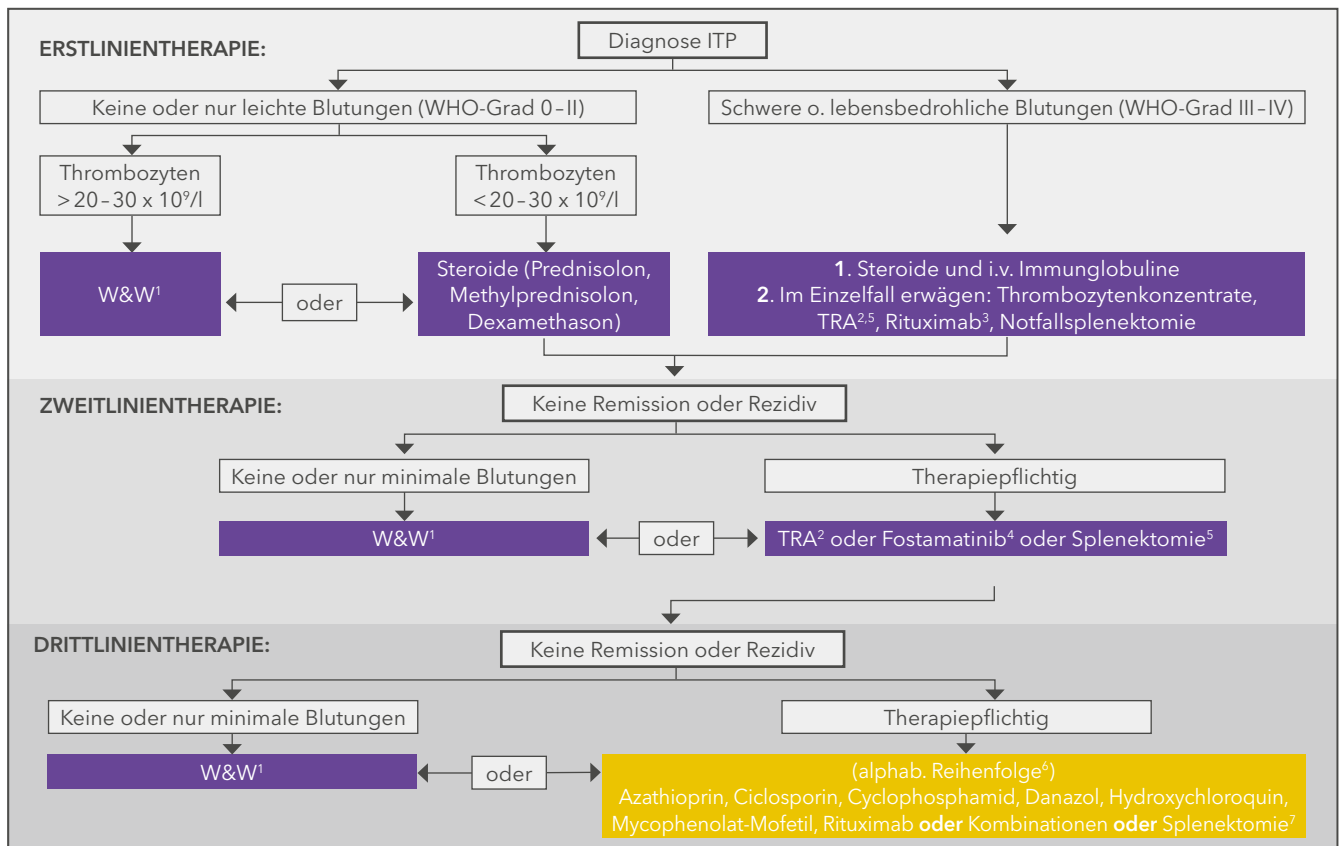 ERSTLINIENTHERAPIE:
Diagnose ITP
Keine oder nur leichte Blutungen (WHO-Grad 0–II)
Schwere o. lebensbedrohliche Blutungen (WHO-Grad III–IV)
Thrombozyten
> 20–30 x 10⁹/l
Thrombozyten
< 20–30 x 10⁹/l
W&W¹
oder
Steroide (Prednisolon,
Methylprednisolon,
Dexamethason)
1. Steroide und i.v. Immunglobuline
2. Im Einzelfall erwägen: Thrombozytenkonzentrate,
TRA²,⁵, Rituximab³, Notfallsplenektomie
ZWEITLINIENTHERAPIE:
Keine Remission oder Rezidiv
Keine oder nur minimale Blutungen
Therapiepflichtig
W&W¹
oder
TRA² oder Fostamatinib⁴ oder Splenektomie⁵
DRITTLINIENTHERAPIE:
Keine Remission oder Rezidiv
Keine oder nur minimale Blutungen
Therapiepflichtig
W&W¹
oder
(alphab. Reihenfolge⁶)
Azathioprin, Ciclosporin, Cyclophosphamid, Danazol, Hydroxychloroquin,
Mycophenolat-Mofetil, Rituximab oder Kombinationen oder Splenektomie⁷